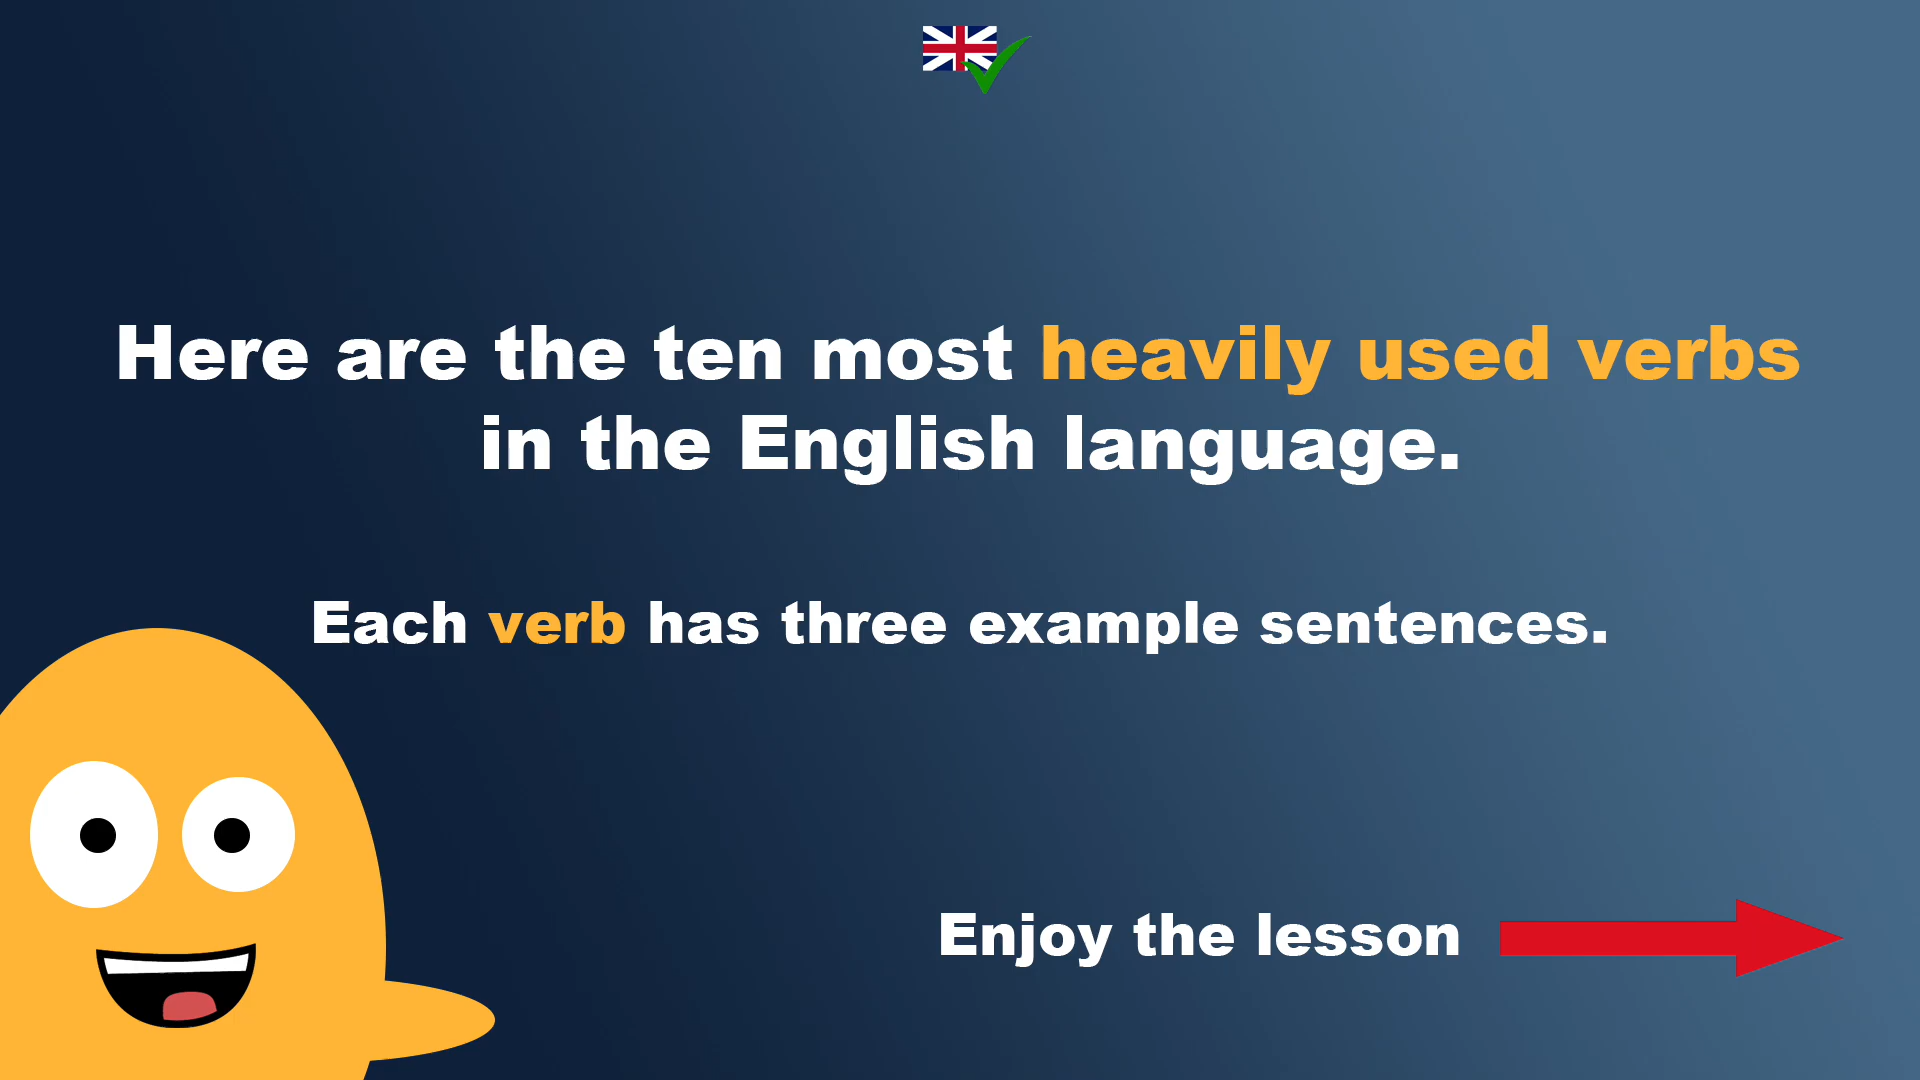 Here are the ten most heavily used verbs
in the English language.
Each verb has three example sentences.
Enjoy the lesson